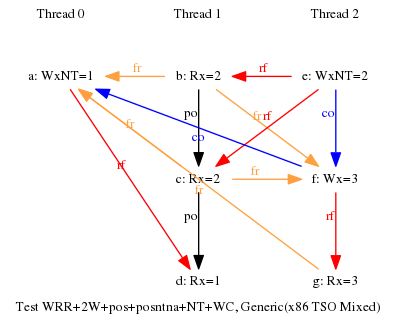 Thread 0 Thread 1 Thread 2
a: WxNT=1 fr b: Rx=2 rf e: WxNT=2
po fr rf co
fr co
rf c: Rx=2 fr f: Wx=3
fr
po rf
d: Rx=1 g: Rx=3
Test WRR+2W+pos+posntna+NT+WC, Generic(x86 TSO Mixed)